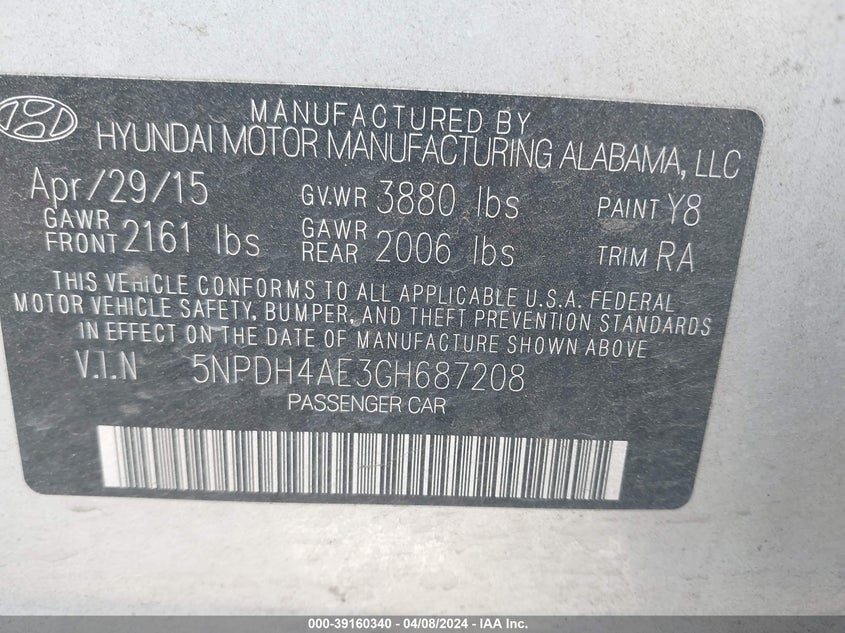 MANUFACTURED BY
HYUNDAI MOTOR MANUFACTURING ALABAMA, LLC
Apr/29/15 GV.WR 3880 lbs PAINT Y8
GAWR FRONT 2161 lbs GAWR REAR 2006 lbs TRIM RA
THIS VEHICLE CONFORMS TO ALL APPLICABLE U.S.A. FEDERAL
MOTOR VEHICLE SAFETY, BUMPER, AND THEFT PREVENTION STANDARDS
IN EFFECT ON THE DATE OF MANUFACTURE SHOWN ABOVE.
V.I.N 5NPDH4AE3GH687208
PASSENGER CAR
000-39160340 - 04/08/2024 - IAA Inc.